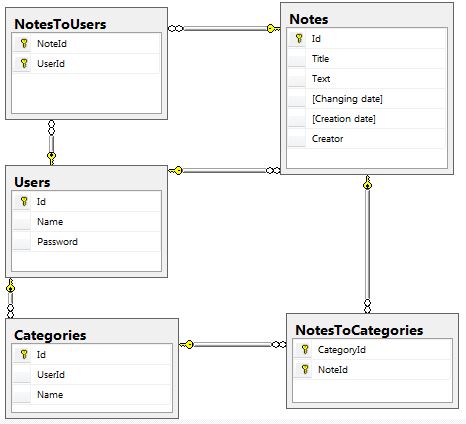 NotesToUsers
NoteId
UserId
Notes
Id
Title
Text
[Changing date]
[Creation date]
Creator
Users
Id
Name
Password
Categories
Id
UserId
Name
NotesToCategories
CategoryId
NoteId